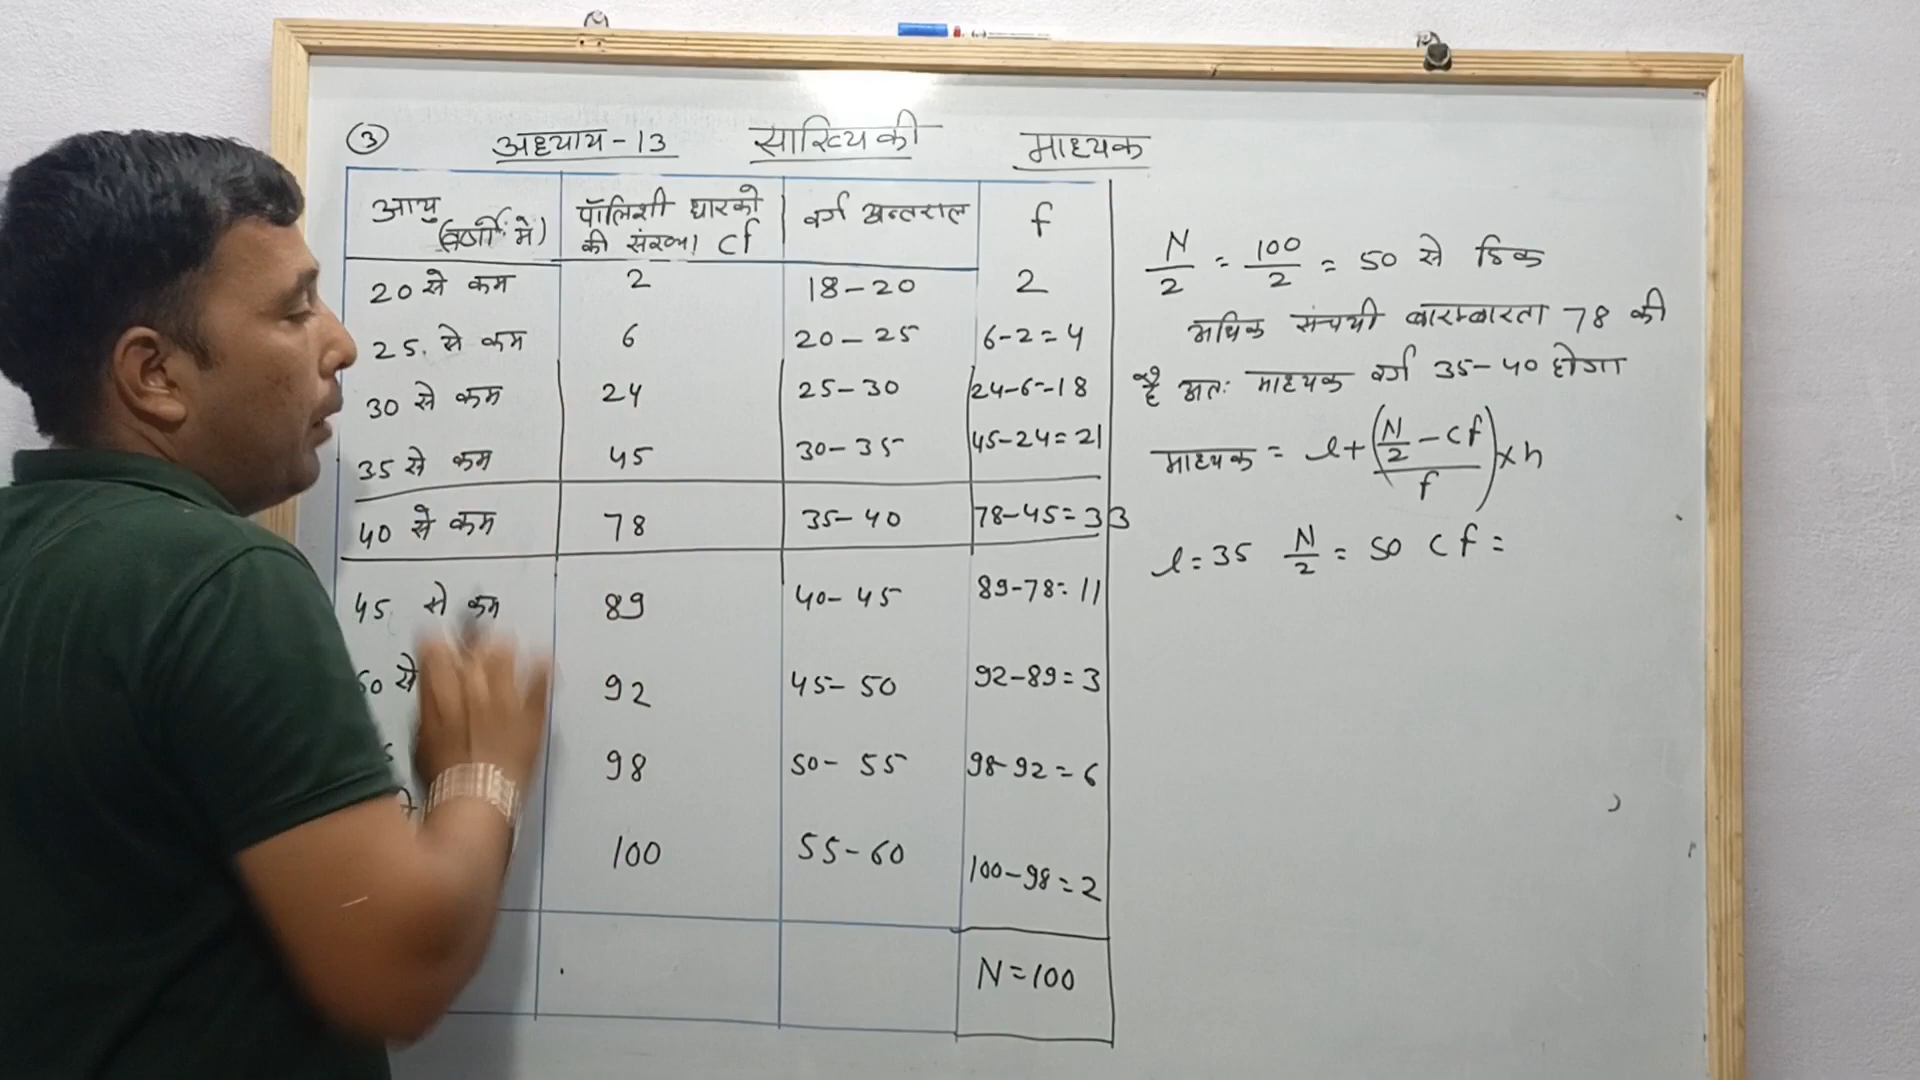 ③ अध्याय-13 सांख्यिकी माध्यक
आयु (वर्षों में) पॉलिसी धारको की संख्या Cf वर्ग अन्तराल f
20 से कम 2 18-20 2
25 से कम 6 20-25 6-2=4
30 से कम 24 25-30 24-6=18
35 से कम 45 30-35 45-24=21
40 से कम 78 35-40 78-45=33
45 से कम 89 40-45 89-78=11
से 92 45-50 92-89=3
98 50-55 98-92=6
100 55-60 100-98=2
N=100
N/2 = 100/2 = 50 से ठिक
अधिक संचयी बारम्बारता 78 की
है अतः माध्यक वर्ग 35-40 होगा
माध्यक = l+(N/2-cf/f)×h
l=35 N/2=50 Cf=